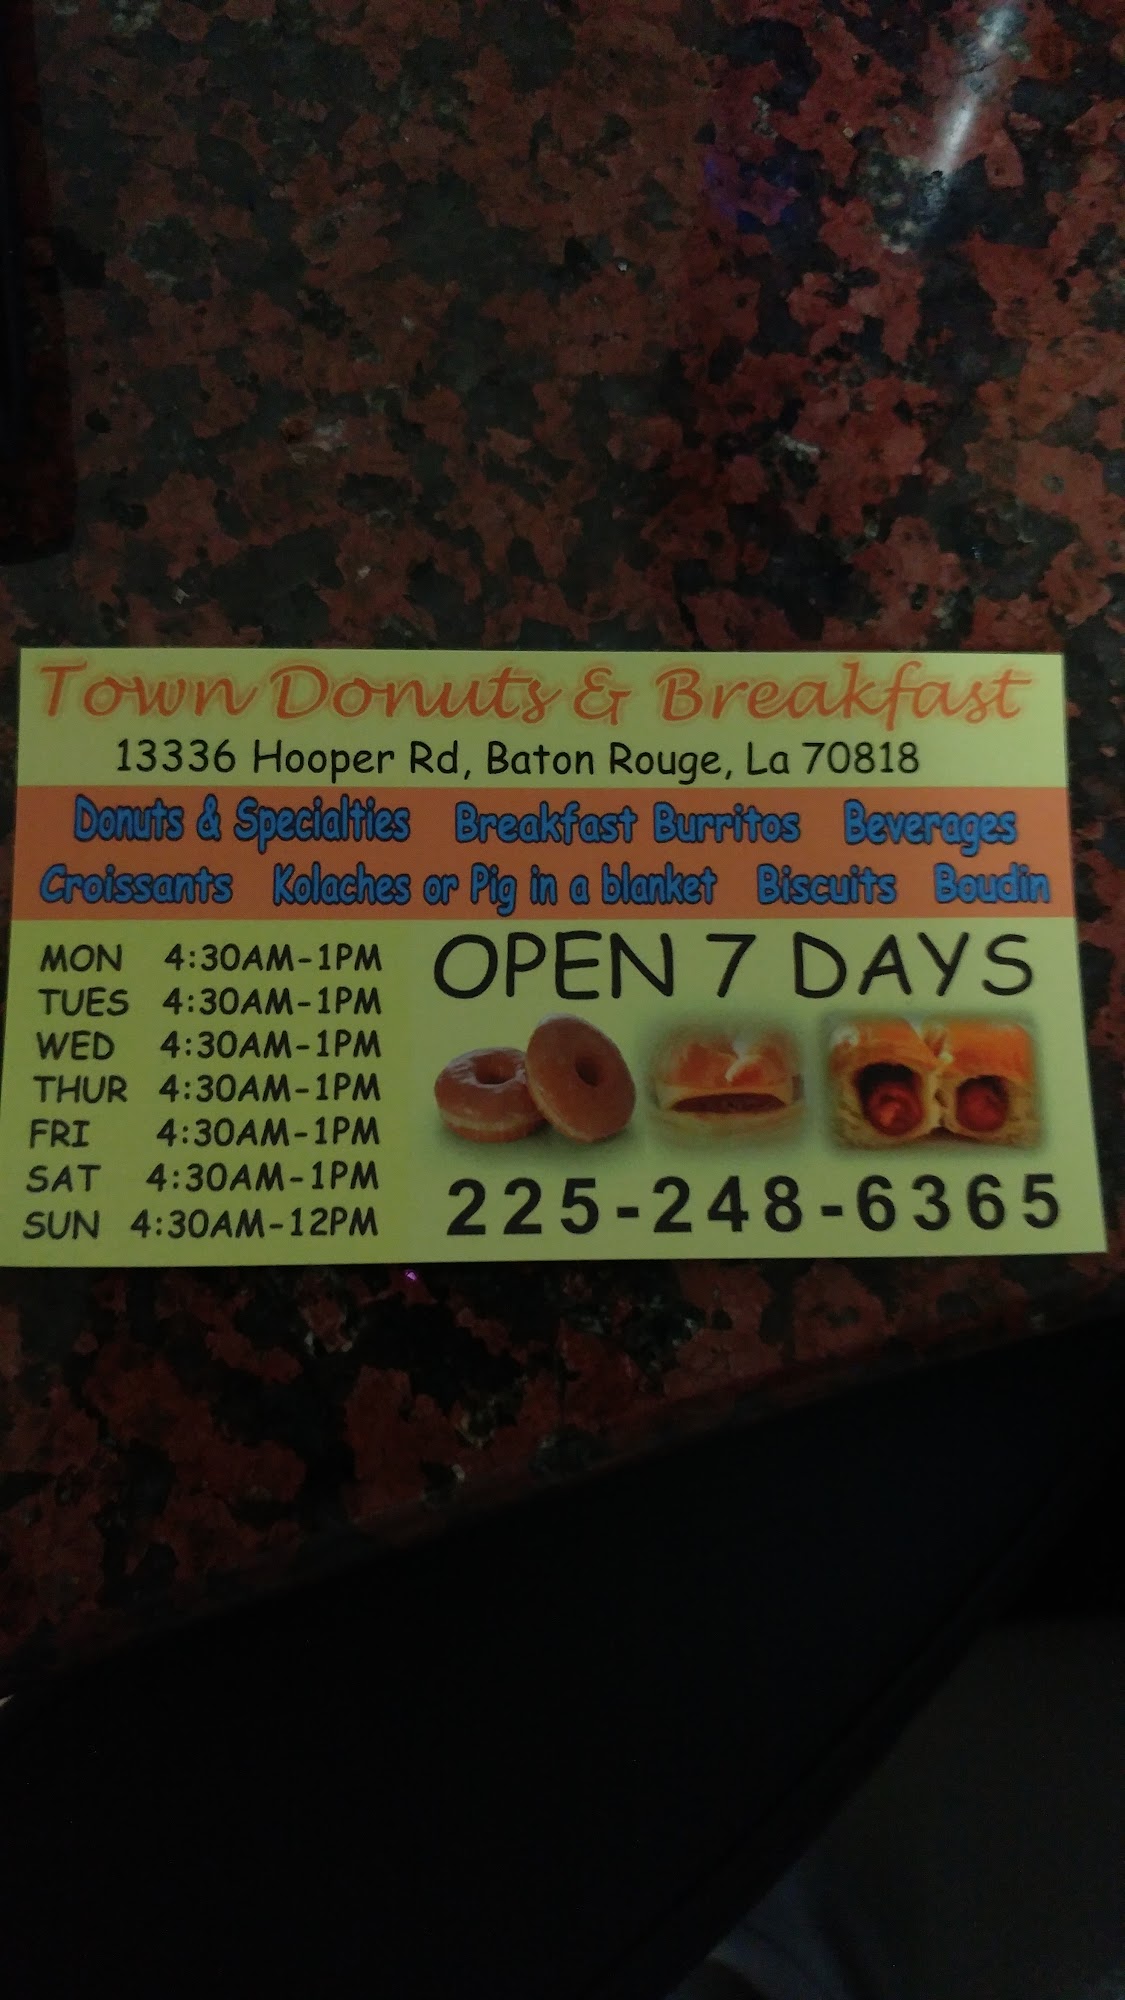 Town Donuts & Breakfast
13336 Hooper Rd, Baton Rouge, La 70818
Donuts & Specialties Breakfast Burritos Beverages
Croissants Kolaches or Pig in a blanket Biscuits Boudin
MON 4:30AM-1PM
TUES 4:30AM-1PM
WED 4:30AM-1PM
THUR 4:30AM-1PM
FRI 4:30AM-1PM
SAT 4:30AM-1PM
SUN 4:30AM-12PM
OPEN 7 DAYS
225-248-6365